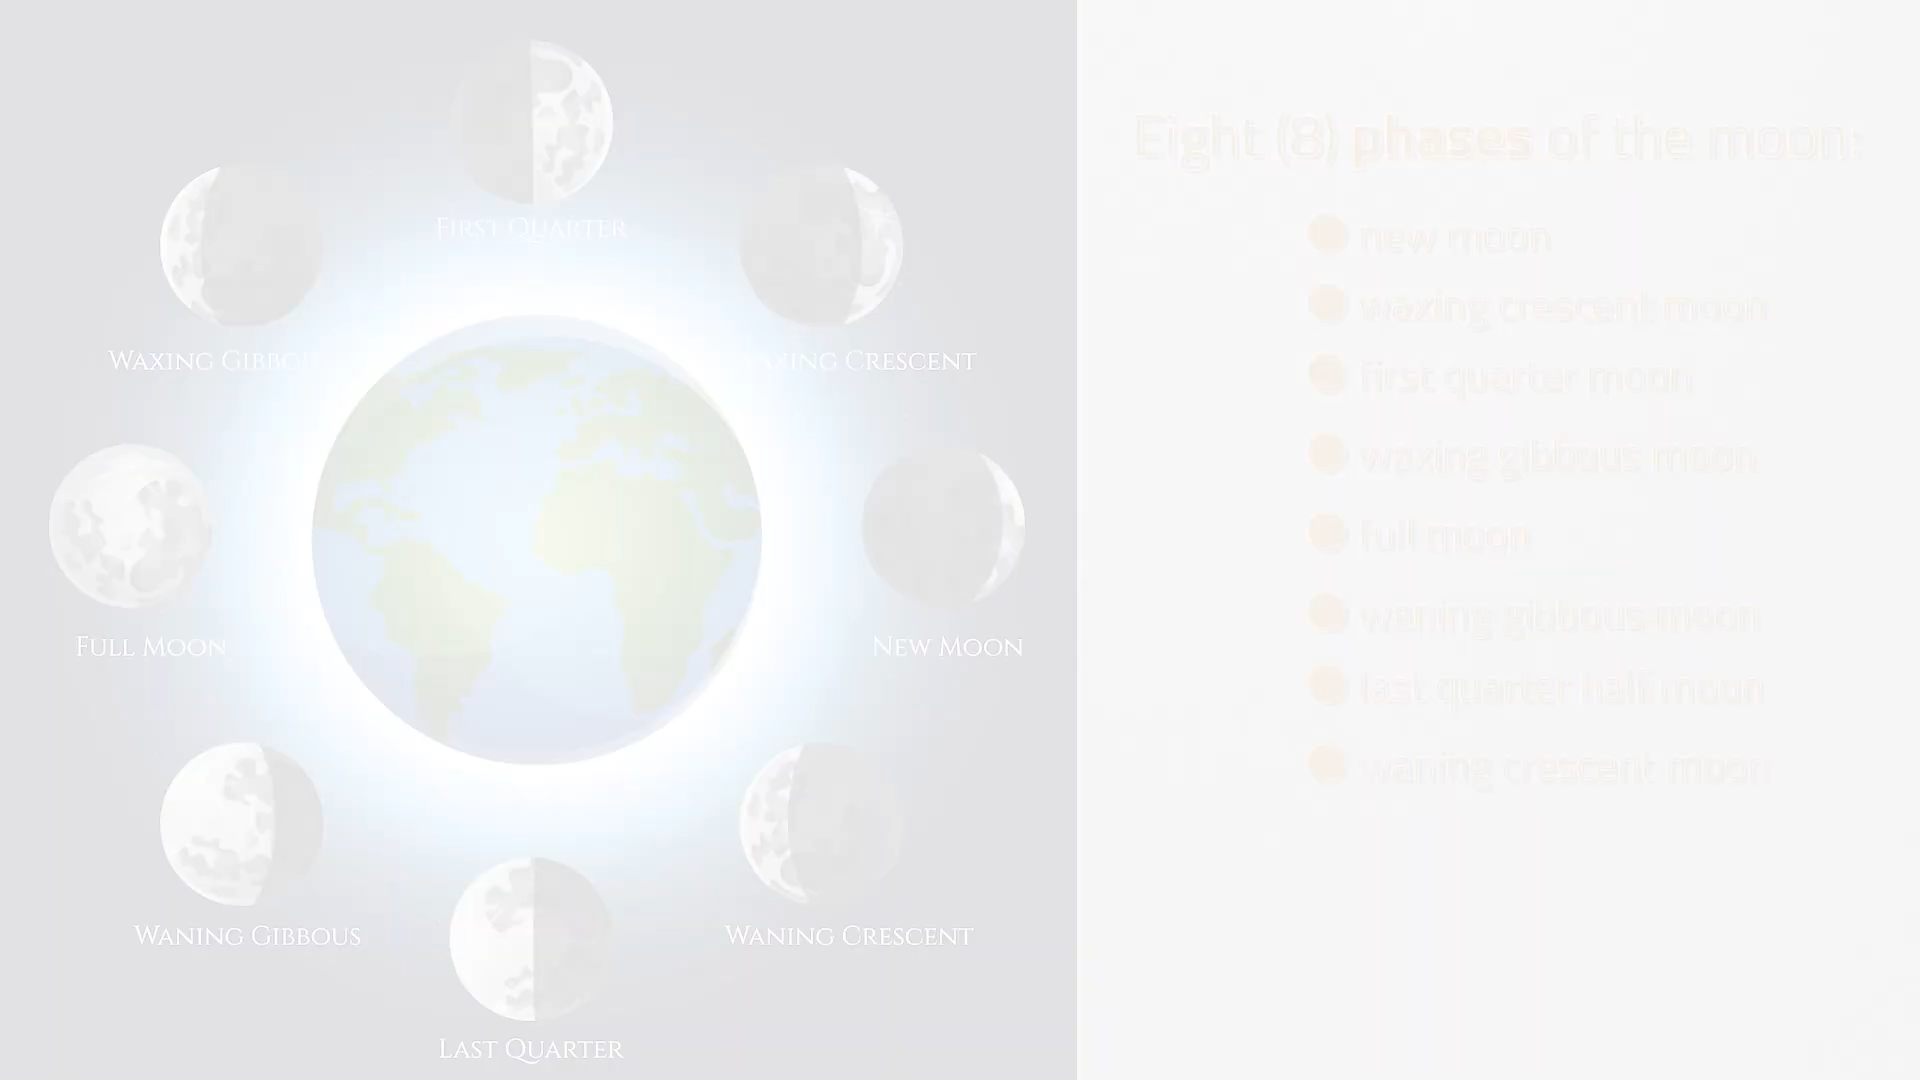 FIRST QUARTER
WAXING GIBBOU
WAXING CRESCENT
FULL MOON
NEW MOON
WANING GIBBOUS
WANING CRESCENT
LAST QUARTER
Eight (8) phases of the moon:
new moon
waxing crescent moon
first quarter moon
waxing gibbous moon
full moon
waning gibbous moon
last quarter half moon
waning crescent moon